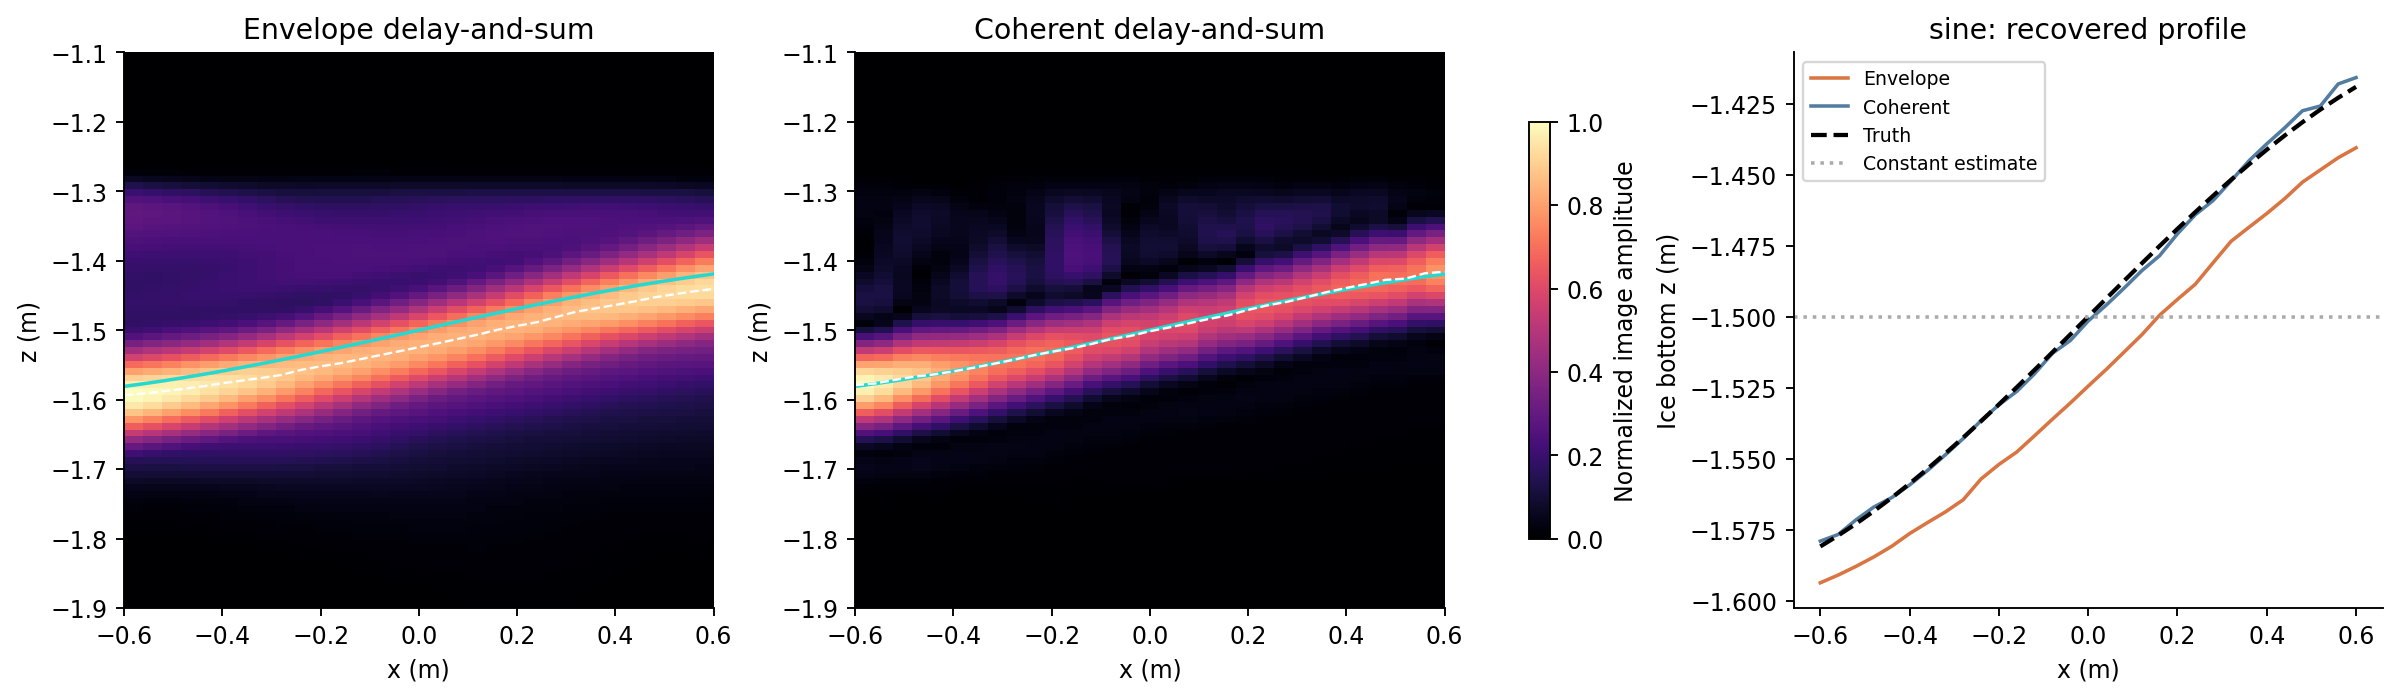 Envelope delay-and-sum
−1.1
−1.2
−1.3
−1.4
−1.5
−1.6
−1.7
−1.8
−1.9
z (m)
−0.6 −0.4 −0.2 0.0 0.2 0.4 0.6
x (m)
Coherent delay-and-sum
−1.1
−1.2
−1.3
−1.4
−1.5
−1.6
−1.7
−1.8
−1.9
z (m)
−0.6 −0.4 −0.2 0.0 0.2 0.4 0.6
x (m)
1.0
0.8
0.6
0.4
0.2
0.0
Normalized image amplitude
sine: recovered profile
Envelope
Coherent
Truth
Constant estimate
−1.425
−1.450
−1.475
−1.500
−1.525
−1.550
−1.575
−1.600
Ice bottom z (m)
−0.6 −0.4 −0.2 0.0 0.2 0.4 0.6
x (m)